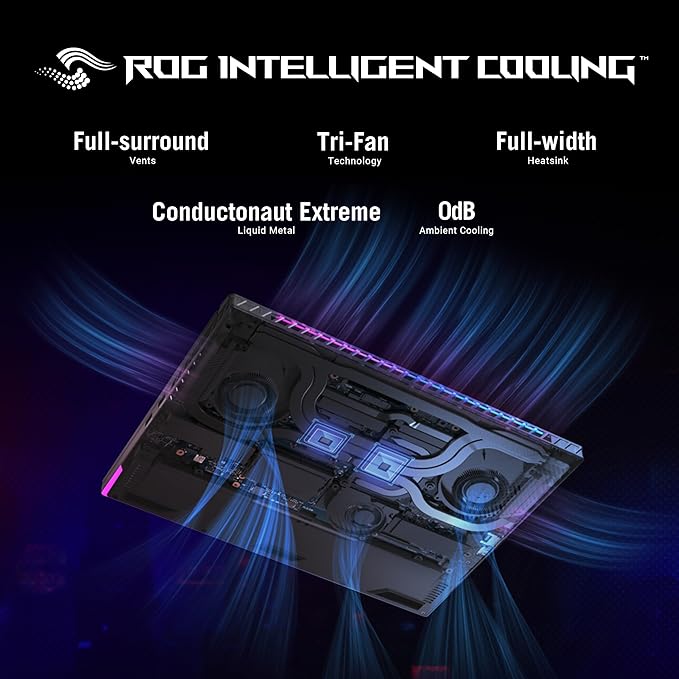 ROG INTELLIGENT COOLING™
Full-surround
Vents
Tri-Fan
Technology
Full-width
Heatsink
Conductonaut Extreme
Liquid Metal
0dB
Ambient Cooling